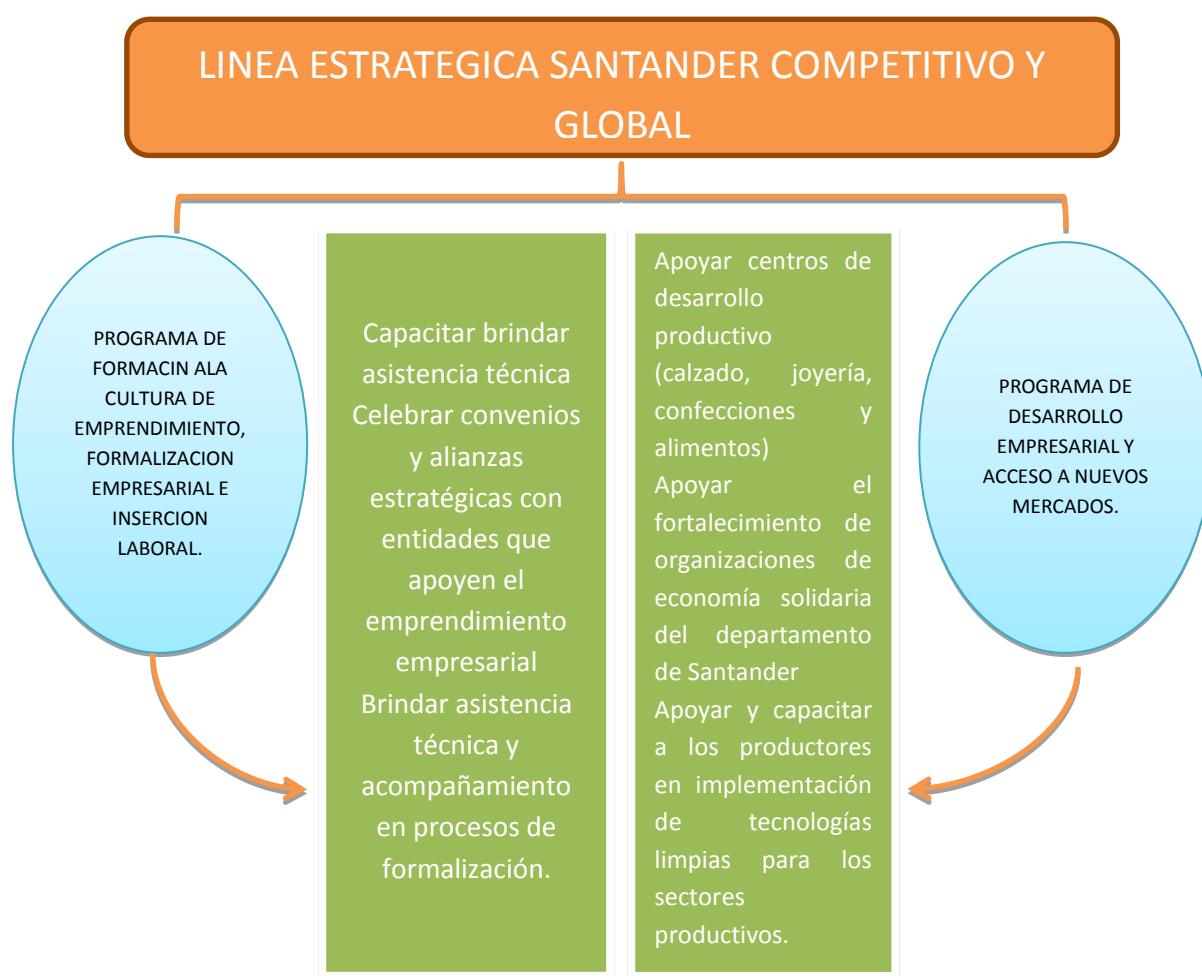 LINEA ESTRATEGICA SANTANDER COMPETITIVO Y
GLOBAL
PROGRAMA DE
FORMACIN ALA
CULTURA DE
EMPRENDIMIENTO,
FORMALIZACION
EMPRESARIAL E
INSERCION
LABORAL.
Capacitar brindar
asistencia técnica
Celebrar convenios
y alianzas
estratégicas con
entidades que
apoyen el
emprendimiento
empresarial
Brindar asistencia
técnica y
acompañamiento
en procesos de
formalización.
Apoyar centros de
desarrollo
productivo
(calzado, joyería,
confecciones y
alimentos)
Apoyar el
fortalecimiento de
organizaciones de
economía solidaria
del departamento
de Santander
Apoyar y capacitar
a los productores
en implementación
de tecnologías
limpias para los
sectores
productivos.
PROGRAMA DE
DESARROLLO
EMPRESARIAL Y
ACCESO A NUEVOS
MERCADOS.